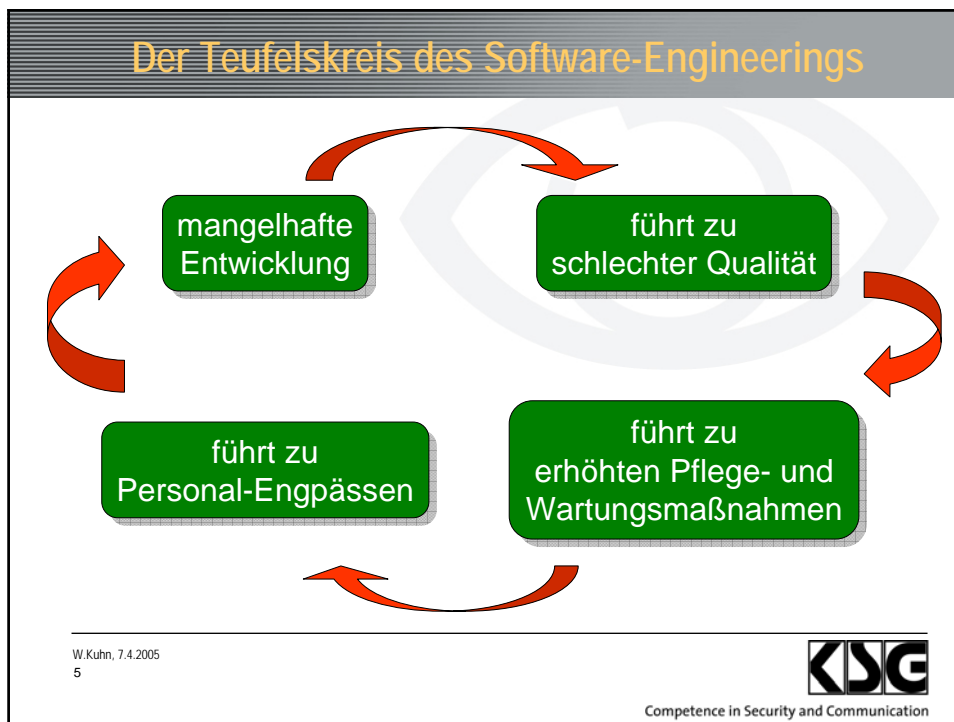 Der Teufelskreis des Software-Engineerings
mangelhafte
Entwicklung
führt zu
schlechter Qualität
führt zu
erhöhten Pflege- und
Wartungsmaßnahmen
führt zu
Personal-Engpässen
W.Kuhn, 7.4.2005
5
KSG
Competence in Security and Communication